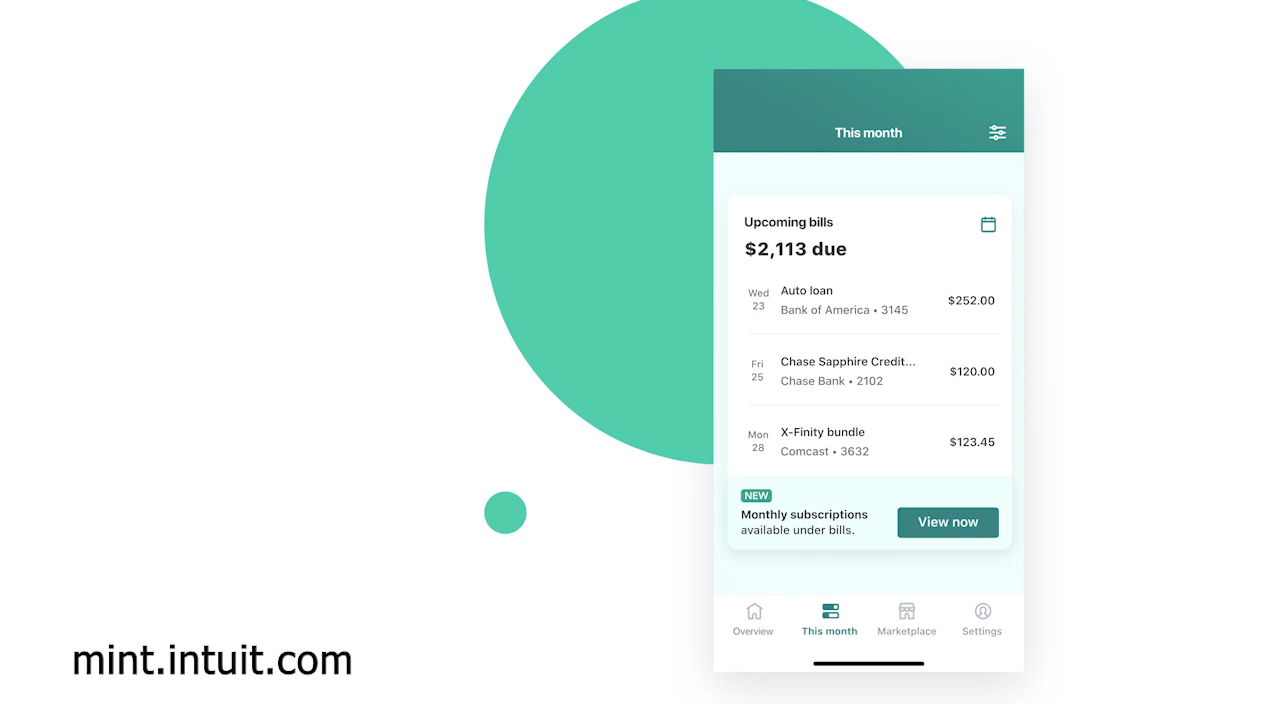 This month
Upcoming bills
$2,113 due
Wed
23
Auto loan
Bank of America • 3145
$252.00
Fri
25
Chase Sapphire Credit...
Chase Bank • 2102
$120.00
Mon
28
X-Finity bundle
Comcast • 3632
$123.45
NEW
Monthly subscriptions
available under bills.
View now
Overview
This month
Marketplace
Settings
mint.intuit.com